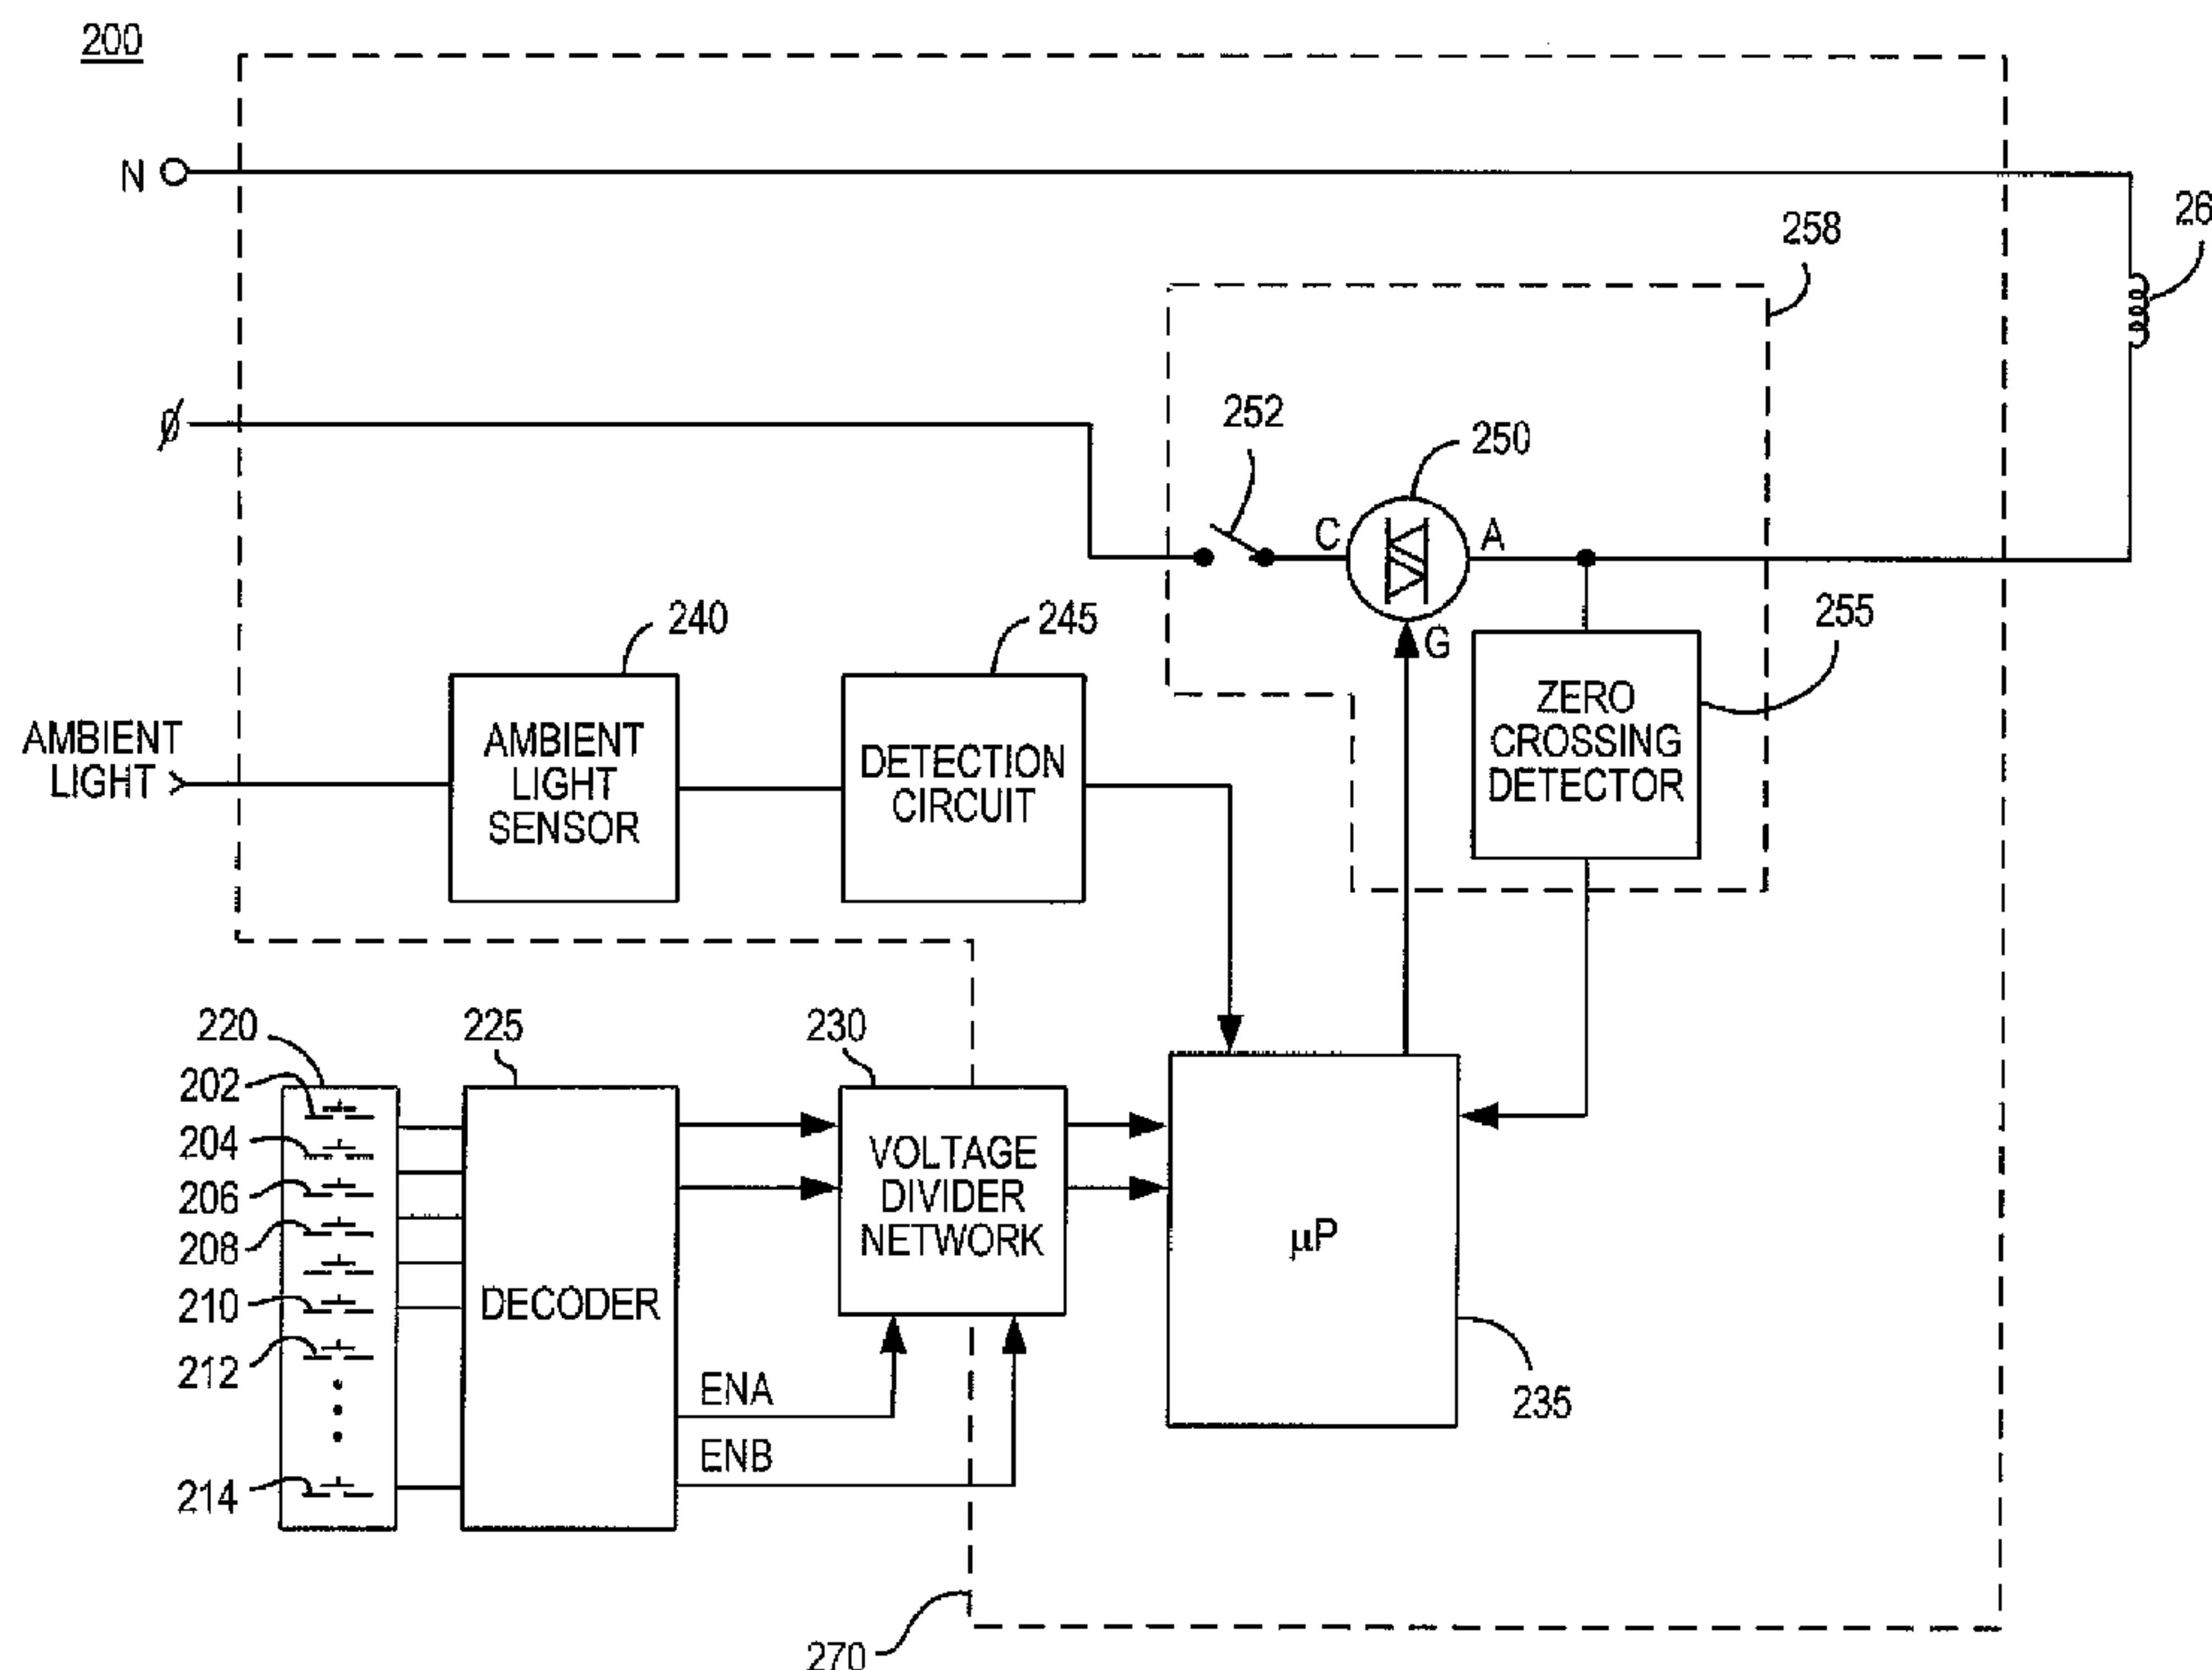 200
N
26
258
ø
252
250
C
A
G
240
245
255
AMBIENT
LIGHT
AMBIENT
LIGHT
SENSOR
DETECTION
CIRCUIT
ZERO
CROSSING
DETECTOR
220
225
230
202
204
206
208
210
212
214
DECODER
VOLTAGE
DIVIDER
NETWORK
µP
ENA
ENB
235
270